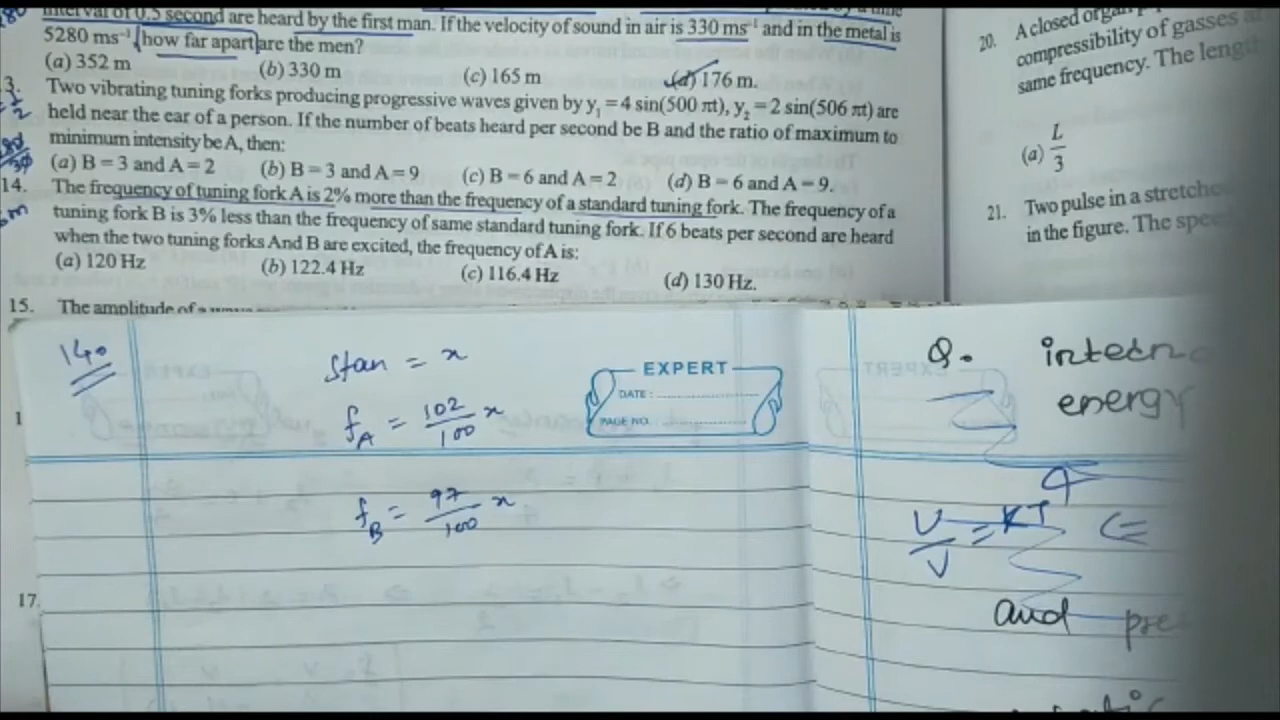 interval of 0.5 second are heard by the first man. If the velocity of sound in air is 330 ms⁻¹ and in the metal is
5280 ms⁻¹, how far apart are the men?
(a) 352 m (b) 330 m (c) 165 m (d) 176 m.
Two vibrating tuning forks producing progressive waves given by y₁ = 4 sin(500 πt), y₂ = 2 sin(506 πt) are
held near the ear of a person. If the number of beats heard per second be B and the ratio of maximum to
minimum intensity be A, then:
(a) B = 3 and A = 2 (b) B = 3 and A = 9 (c) B = 6 and A = 2 (d) B = 6 and A = 9.
14. The frequency of tuning fork A is 2% more than the frequency of a standard tuning fork. The frequency of a
tuning fork B is 3% less than the frequency of same standard tuning fork. If 6 beats per second are heard
when the two tuning forks And B are excited, the frequency of A is:
(a) 120 Hz (b) 122.4 Hz (c) 116.4 Hz (d) 130 Hz.
15. The amplitude of a wave
20. A closed organ
compressibility of gasses
same frequency. The length
(a) L/3
21. Two pulse in a stretche
in the figure. The spee
140
Stan = x
f_A = 102/100 x
f_B = 97/100 x
EXPERT
DATE :
PAGE NO.
1
17.
Q. intern
energy
U/V = KT
and pre